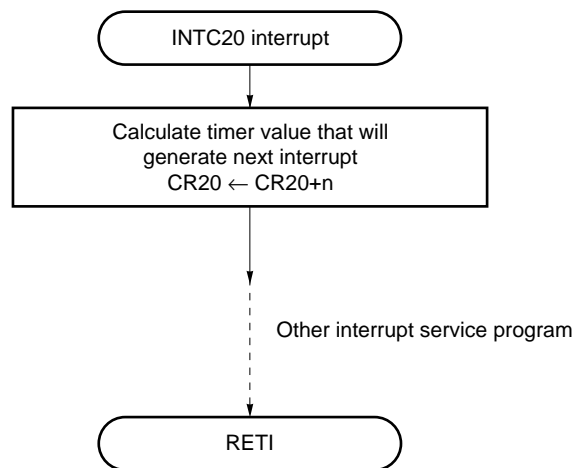 INTC20 interrupt
Calculate timer value that will
generate next interrupt
CR20 ← CR20+n
Other interrupt service program
RETI